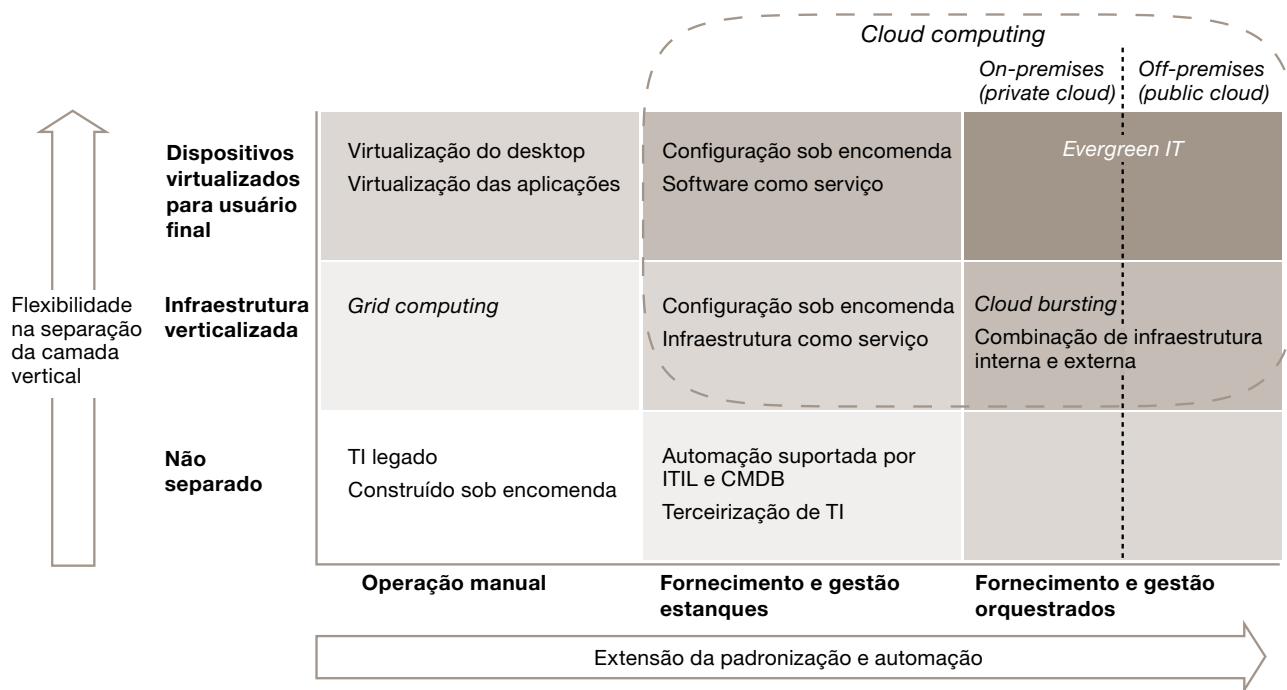 Cloud computing
On-premises
(private cloud)
Off-premises
(public cloud)
Flexibilidade
na separação
da camada
vertical
Dispositivos
virtualizados
para usuário
final
Virtualização do desktop
Virtualização das aplicações
Configuração sob encomenda
Software como serviço
Evergreen IT
Infraestrutura
verticalizada
Grid computing
Configuração sob encomenda
Infraestrutura como serviço
Cloud bursting
Combinação de infraestrutura
interna e externa
Não
separado
TI legado
Construído sob encomenda
Automação suportada por
ITIL e CMDB
Terceirização de TI
Operação manual
Fornecimento e gestão
estanques
Fornecimento e gestão
orquestrados
Extensão da padronização e automação